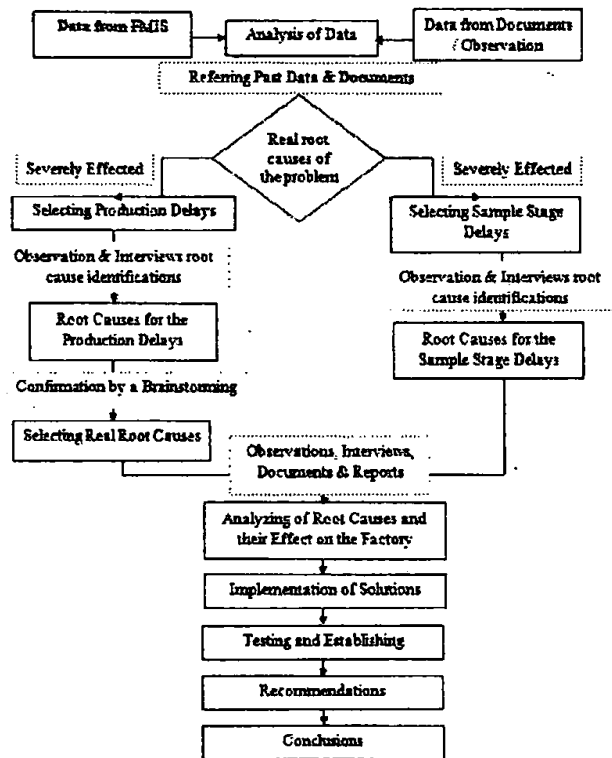 Data from FMIS
Analysis of Data
Data from Documents
/ Observation
Referring Past Data & Documents
Real root
causes of
the problem
Severely Effected
Severely Effected
Selecting Production Delays
Selecting Sample Stage
Delays
Observation & Interviews root
cause identifications
Observation & Interviews root
cause identifications
Root Causes for the
Production Delays
Root Causes for the
Sample Stage Delays
Confirmation by a Brainstorming
Selecting Real Root Causes
Observations, Interviews,
Documents & Reports
Analyzing of Root Causes and
their Effect on the Factory
Implementation of Solutions
Testing and Establishing
Recommendations
Conclusions